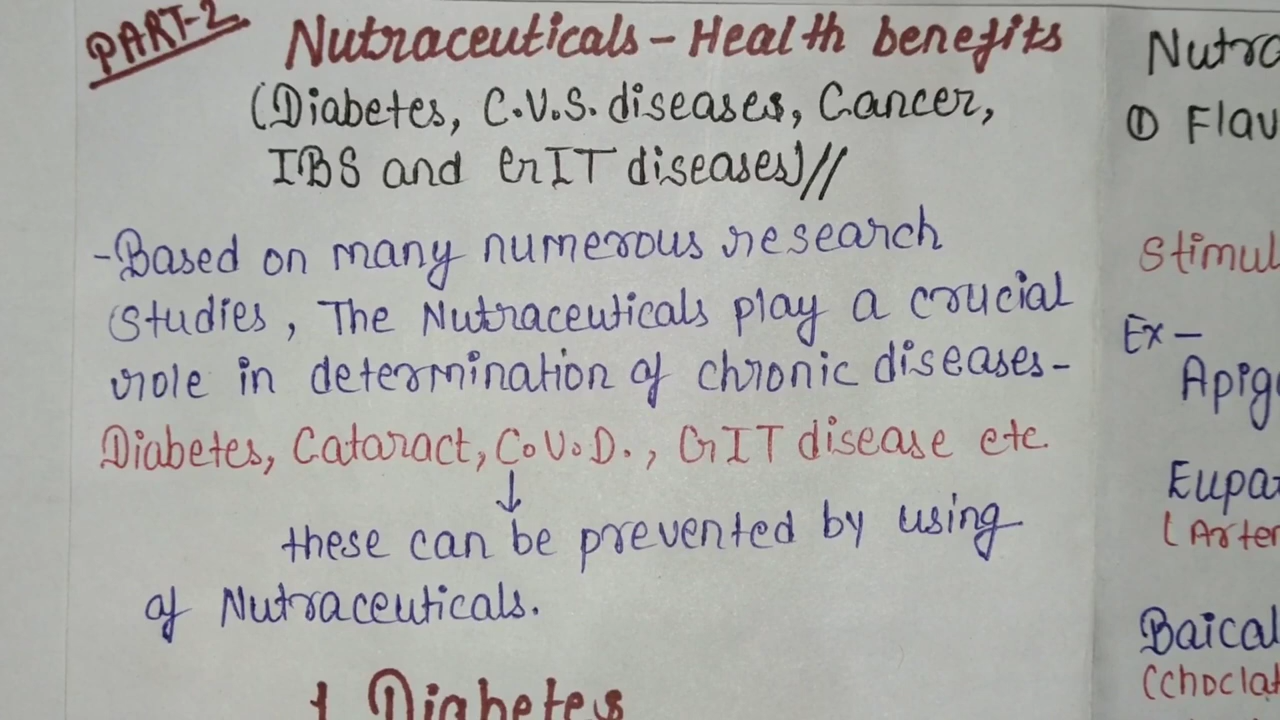 PART-2
Nutraceuticals - Health benefits
(Diabetes, C.V.S. diseases, Cancer,
IBS and GIT diseases)//
- Based on many numerous research
studies, The Nutraceuticals play a crucial
role in determination of chronic diseases-
Diabetes, Cataract, C.V.D., GIT disease etc.
↓
these can be prevented by using
of Nutraceuticals.
Diabetes
Nutra
① Flav
Stimul
Ex -
Apig
Eupa
(Arter
Baical
(choclat